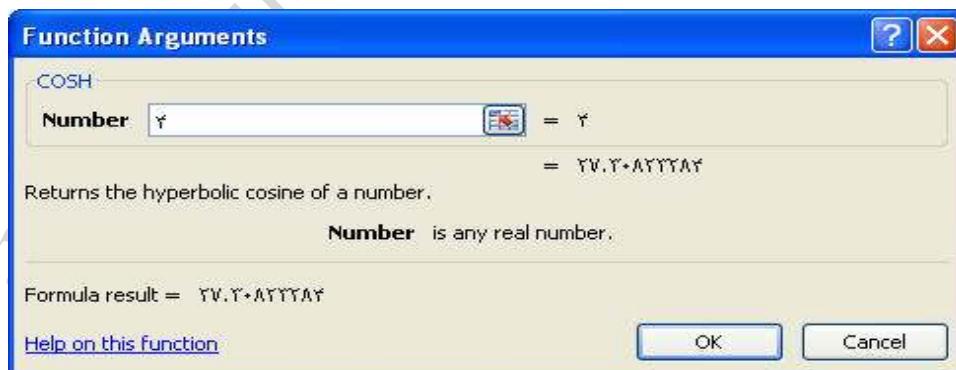 Function Arguments
COSH
Number ۴ = ۴
= ۲۷.۳۰۸۲۳۲۸۴
Returns the hyperbolic cosine of a number.
Number is any real number.
Formula result = ۲۷.۳۰۸۲۳۲۸۴
Help on this function
OK Cancel